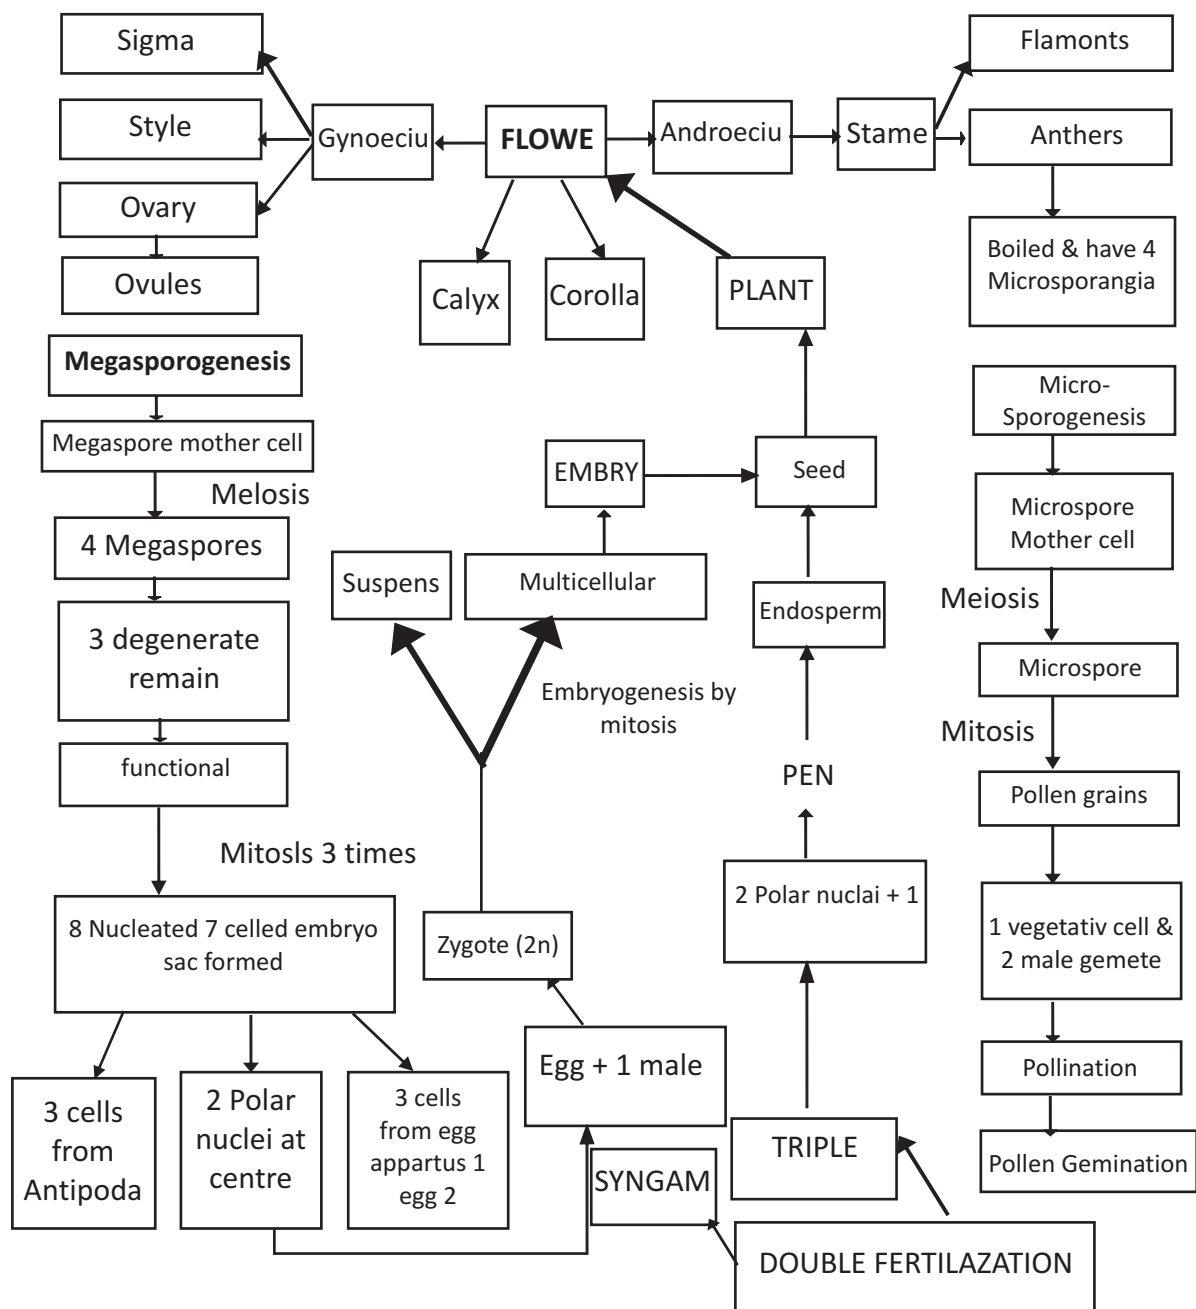 Sigma
Style
Ovary
Ovules
Gynoeciu
FLOWE
Androeciu
Stame
Flamonts
Anthers
Boiled & have 4
Microsporangia
Calyx
Corolla
PLANT
Megasporogenesis
Megaspore mother cell
Melosis
4 Megaspores
3 degenerate
remain
functional
Mitosls 3 times
8 Nucleated 7 celled embryo
sac formed
3 cells
from
Antipoda
2 Polar
nuclei at
centre
3 cells
from egg
appartus 1
egg 2
EMBRY
Seed
Suspens
Multicellular
Endosperm
Embryogenesis by
mitosis
PEN
Zygote (2n)
2 Polar nuclai + 1
Egg + 1 male
SYNGAM
TRIPLE
DOUBLE FERTILAZATION
Micro-
Sporogenesis
Microspore
Mother cell
Meiosis
Microspore
Mitosis
Pollen grains
1 vegetativ cell &
2 male gemete
Pollination
Pollen Gemination